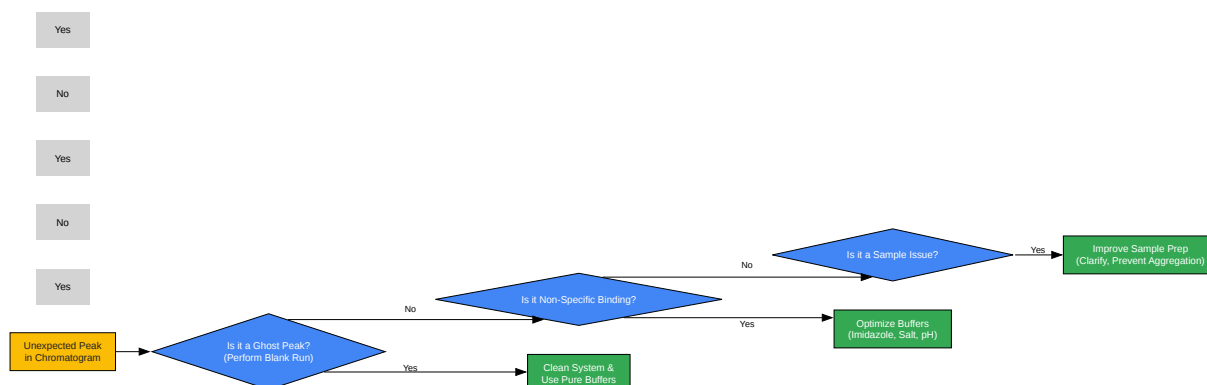 Yes
No
Yes
No
Yes
Unexpected Peak
in Chromatogram
Is it a Ghost Peak?
(Perform Blank Run)
No
Yes
Clean System &
Use Pure Buffers
Is it Non-Specific Binding?
No
Yes
Optimize Buffers
(Imidazole, Salt, pH)
Is it a Sample Issue?
Yes
Improve Sample Prep
(Clarify, Prevent Aggregation)